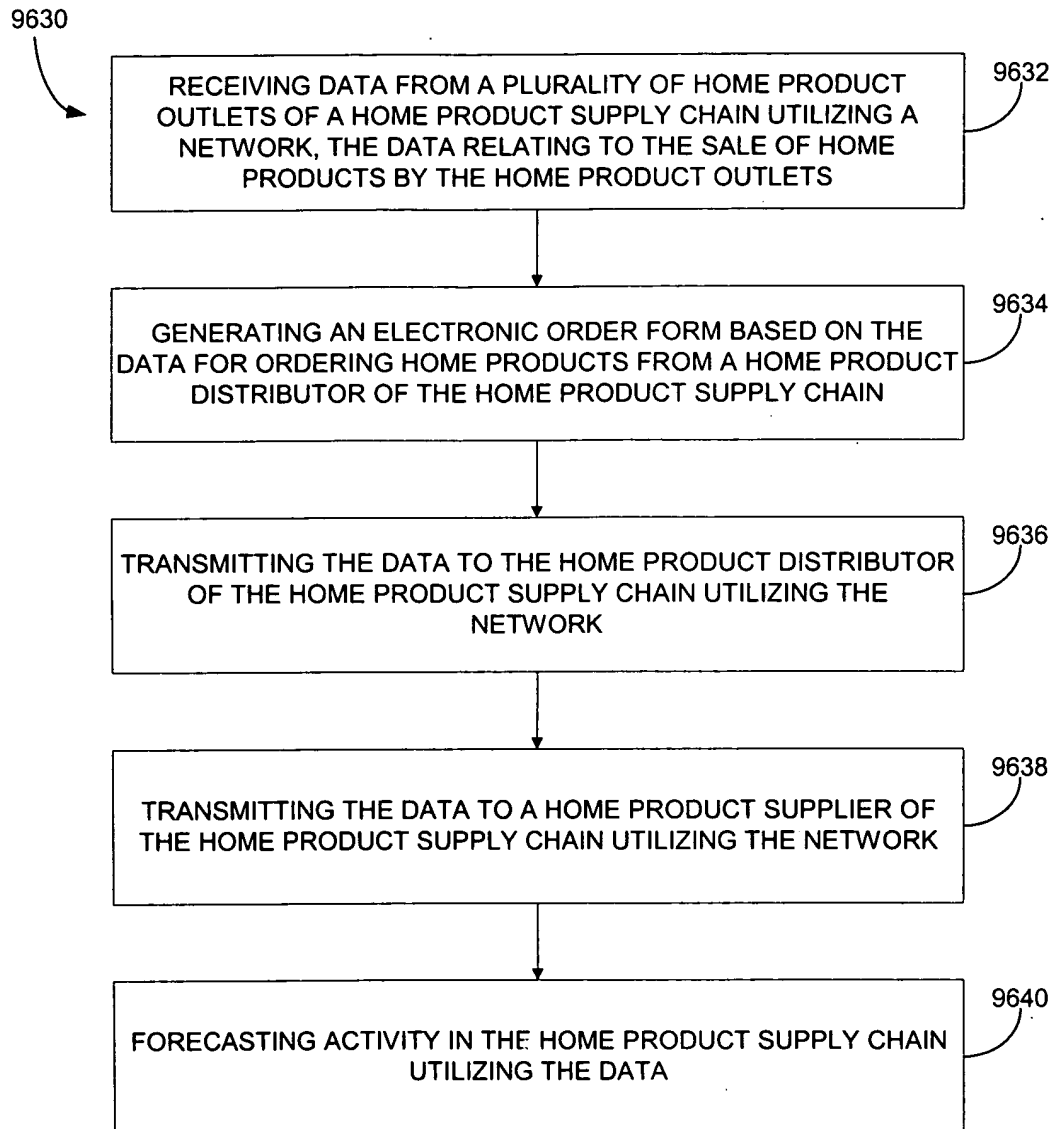 9630
RECEIVING DATA FROM A PLURALITY OF HOME PRODUCT
OUTLETS OF A HOME PRODUCT SUPPLY CHAIN UTILIZING A
NETWORK, THE DATA RELATING TO THE SALE OF HOME
PRODUCTS BY THE HOME PRODUCT OUTLETS
9632
GENERATING AN ELECTRONIC ORDER FORM BASED ON THE
DATA FOR ORDERING HOME PRODUCTS FROM A HOME PRODUCT
DISTRIBUTOR OF THE HOME PRODUCT SUPPLY CHAIN
9634
TRANSMITTING THE DATA TO THE HOME PRODUCT DISTRIBUTOR
OF THE HOME PRODUCT SUPPLY CHAIN UTILIZING THE
NETWORK
9636
TRANSMITTING THE DATA TO A HOME PRODUCT SUPPLIER OF
THE HOME PRODUCT SUPPLY CHAIN UTILIZING THE NETWORK
9638
FORECASTING ACTIVITY IN THE HOME PRODUCT SUPPLY CHAIN
UTILIZING THE DATA
9640